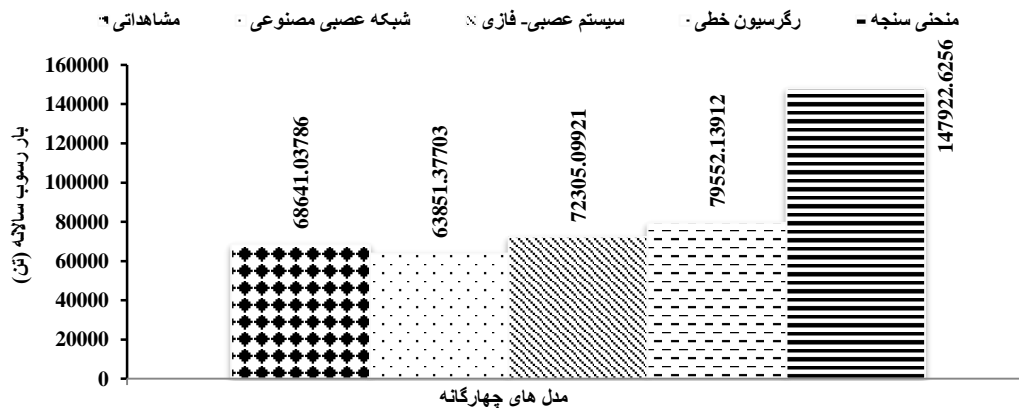 مشاهداتی
شبکه عصبی مصنوعی
سیستم عصبی- فازی
رگرسیون خطی
منحنی سنجه
بار رسوب سالانه (تن))
160000
140000
120000
100000
80000
60000
40000
20000
0
68641.03786
63851.37703
72305.09921
79552.13912
147922.6256
مدل های چهارگانه